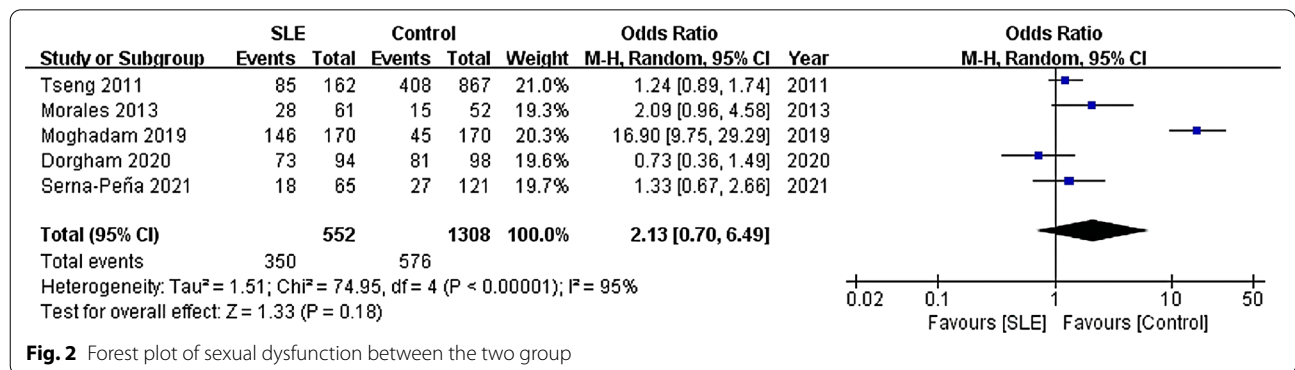 SLE Control Odds Ratio Odds Ratio
Study or Subgroup Events Total Events Total Weight M-H, Random, 95% CI Year M-H, Random, 95% CI
Tseng 2011 85 162 408 867 21.0% 1.24 [0.89, 1.74] 2011
Morales 2013 28 61 15 52 19.3% 2.09 [0.96, 4.58] 2013
Moghadam 2019 146 170 45 170 20.3% 16.90 [9.75, 29.29] 2019
Dorgham 2020 73 94 81 98 19.6% 0.73 [0.36, 1.49] 2020
Serna-Peña 2021 18 65 27 121 19.7% 1.33 [0.67, 2.66] 2021
Total (95% CI) 552 1308 100.0% 2.13 [0.70, 6.49]
Total events 350 576
Heterogeneity: Tau² = 1.51; Chi² = 74.95, df = 4 (P < 0.00001); I² = 95%
Test for overall effect: Z = 1.33 (P = 0.18)
0.02 0.1 1 10 50
Favours [SLE] Favours [Control]
Fig. 2 Forest plot of sexual dysfunction between the two group